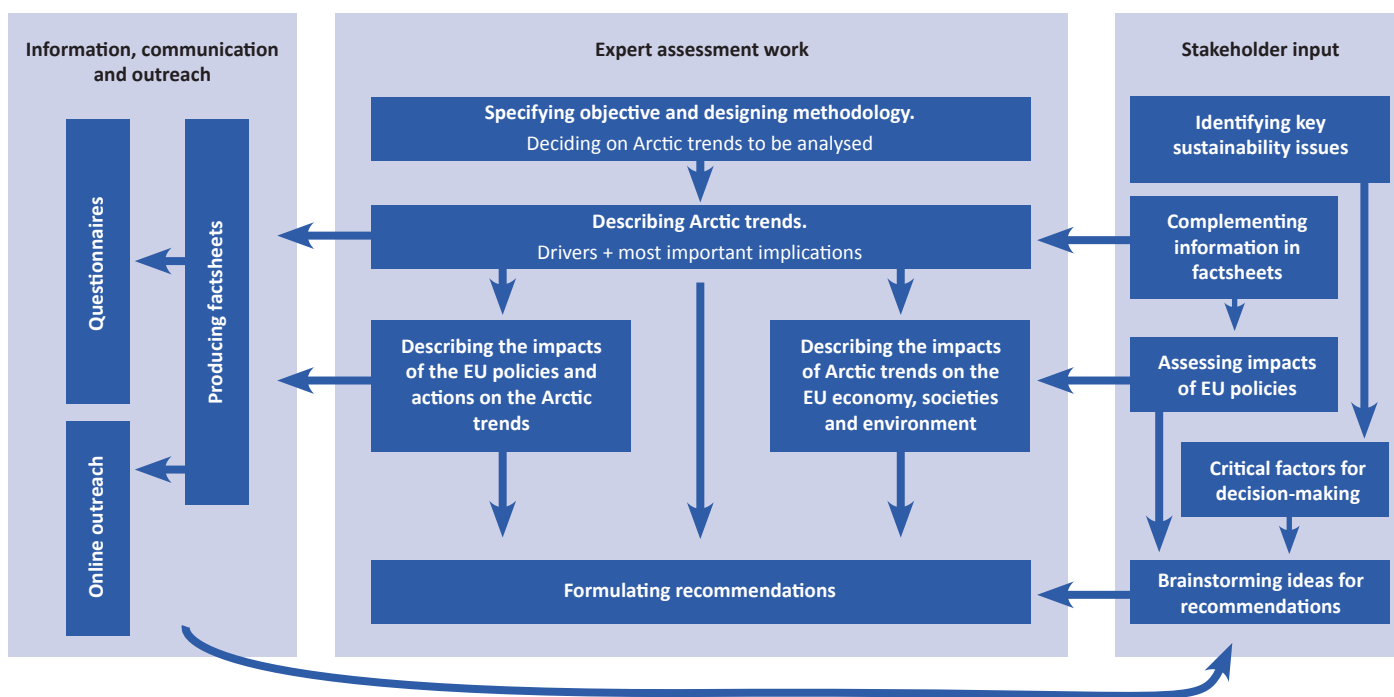 Information, communication
and outreach
Questionnaires
Online outreach
Producing factsheets
Expert assessment work
Specifying objective and designing methodology.
Deciding on Arctic trends to be analysed
Describing Arctic trends.
Drivers + most important implications
Describing the impacts
of the EU policies and
actions on the Arctic
trends
Describing the impacts
of Arctic trends on the
EU economy, societies
and environment
Formulating recommendations
Stakeholder input
Identifying key
sustainability issues
Complementing
information in
factsheets
Assessing impacts
of EU policies
Critical factors for
decision-making
Brainstorming ideas for
recommendations